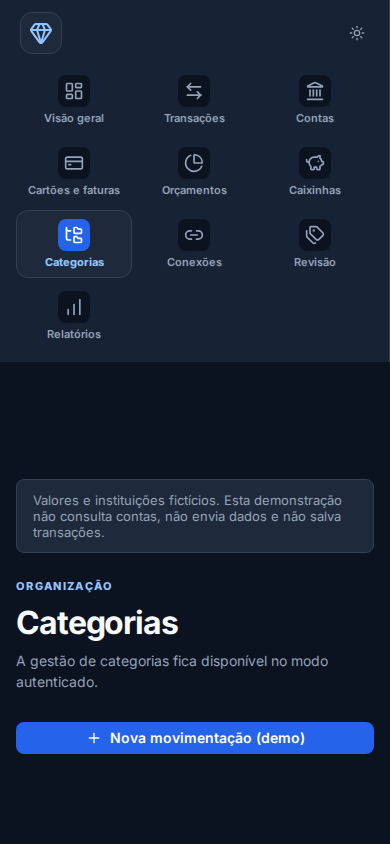 Visão geral
Transações
Contas
Cartões e faturas
Orçamentos
Caixinhas
Categorias
Conexões
Revisão
Relatórios
Valores e instituições fictícios. Esta demonstração
não consulta contas, não envia dados e não salva
transações.
ORGANIZAÇÃO
Categorias
A gestão de categorias fica disponível no modo
autenticado.
Nova movimentação (demo)